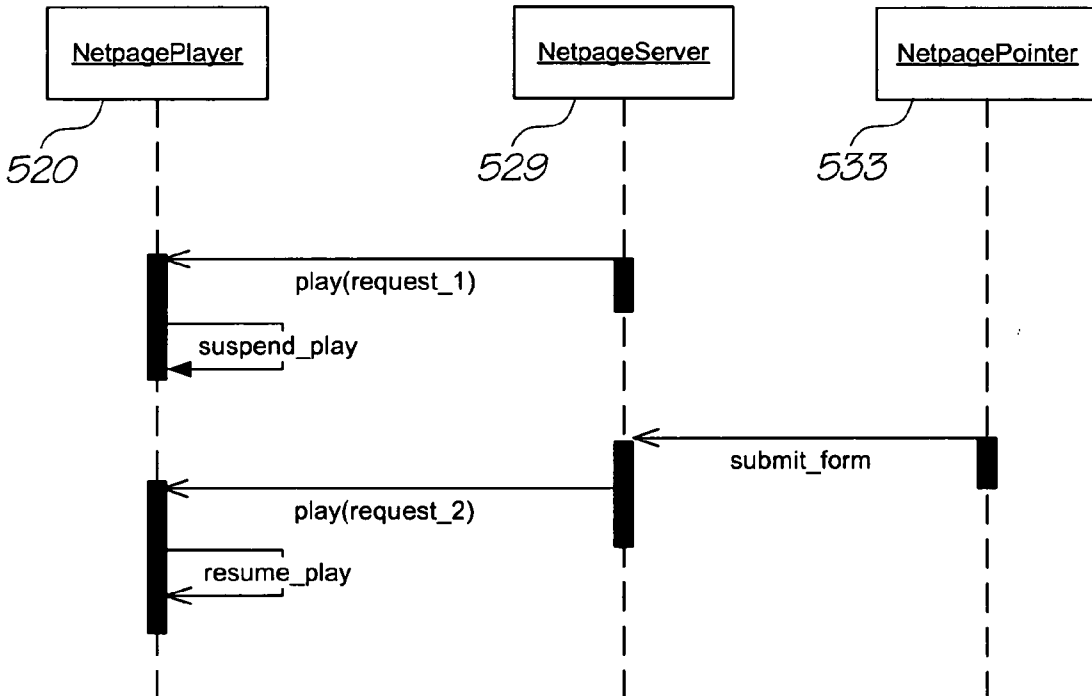 NetpagePlayer
NetpageServer
NetpagePointer
520
529
533
play(request_1)
suspend_play
submit_form
play(request_2)
resume_play